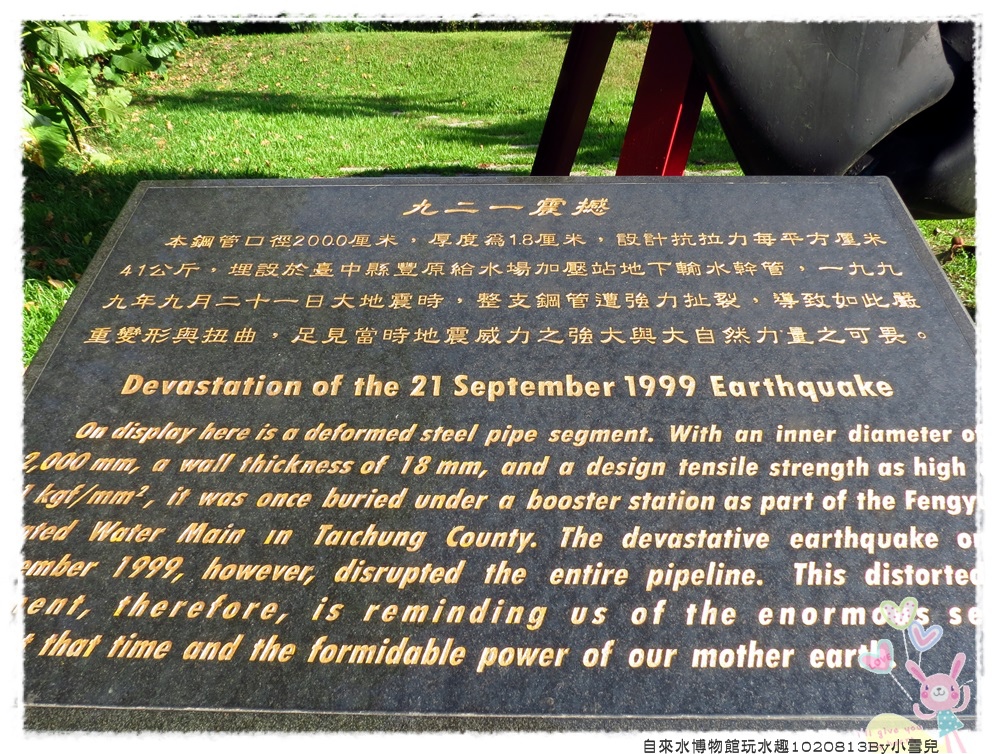 九二一震撼
本鋼管口徑200.0厘米，厚度為1.8厘米，設計抗拉力每平方厘米
41公斤，埋設於臺中縣豐原給水場加壓站地下輸水幹管，一九九
九年九月二十一日大地震時，整支鋼管遭強力扯裂，導致如此嚴
重變形與扭曲，足見當時地震威力之強大與大自然力量之可畏。
Devastation of the 21 September 1999 Earthquake
On display here is a deformed steel pipe segment. With an inner diameter of
2,000 mm, a wall thickness of 18 mm, and a design tensile strength as high
kgf/mm², it was once buried under a booster station as part of the
Water Main in Taichung County. The devastative earthquake
1999, however, disrupted the entire pipeline. This distorted
therefore, is reminding us of the enormous
that time and the formidable power of our mother earth.
I give you
自來水博物館玩水趣1020813By小雪兒